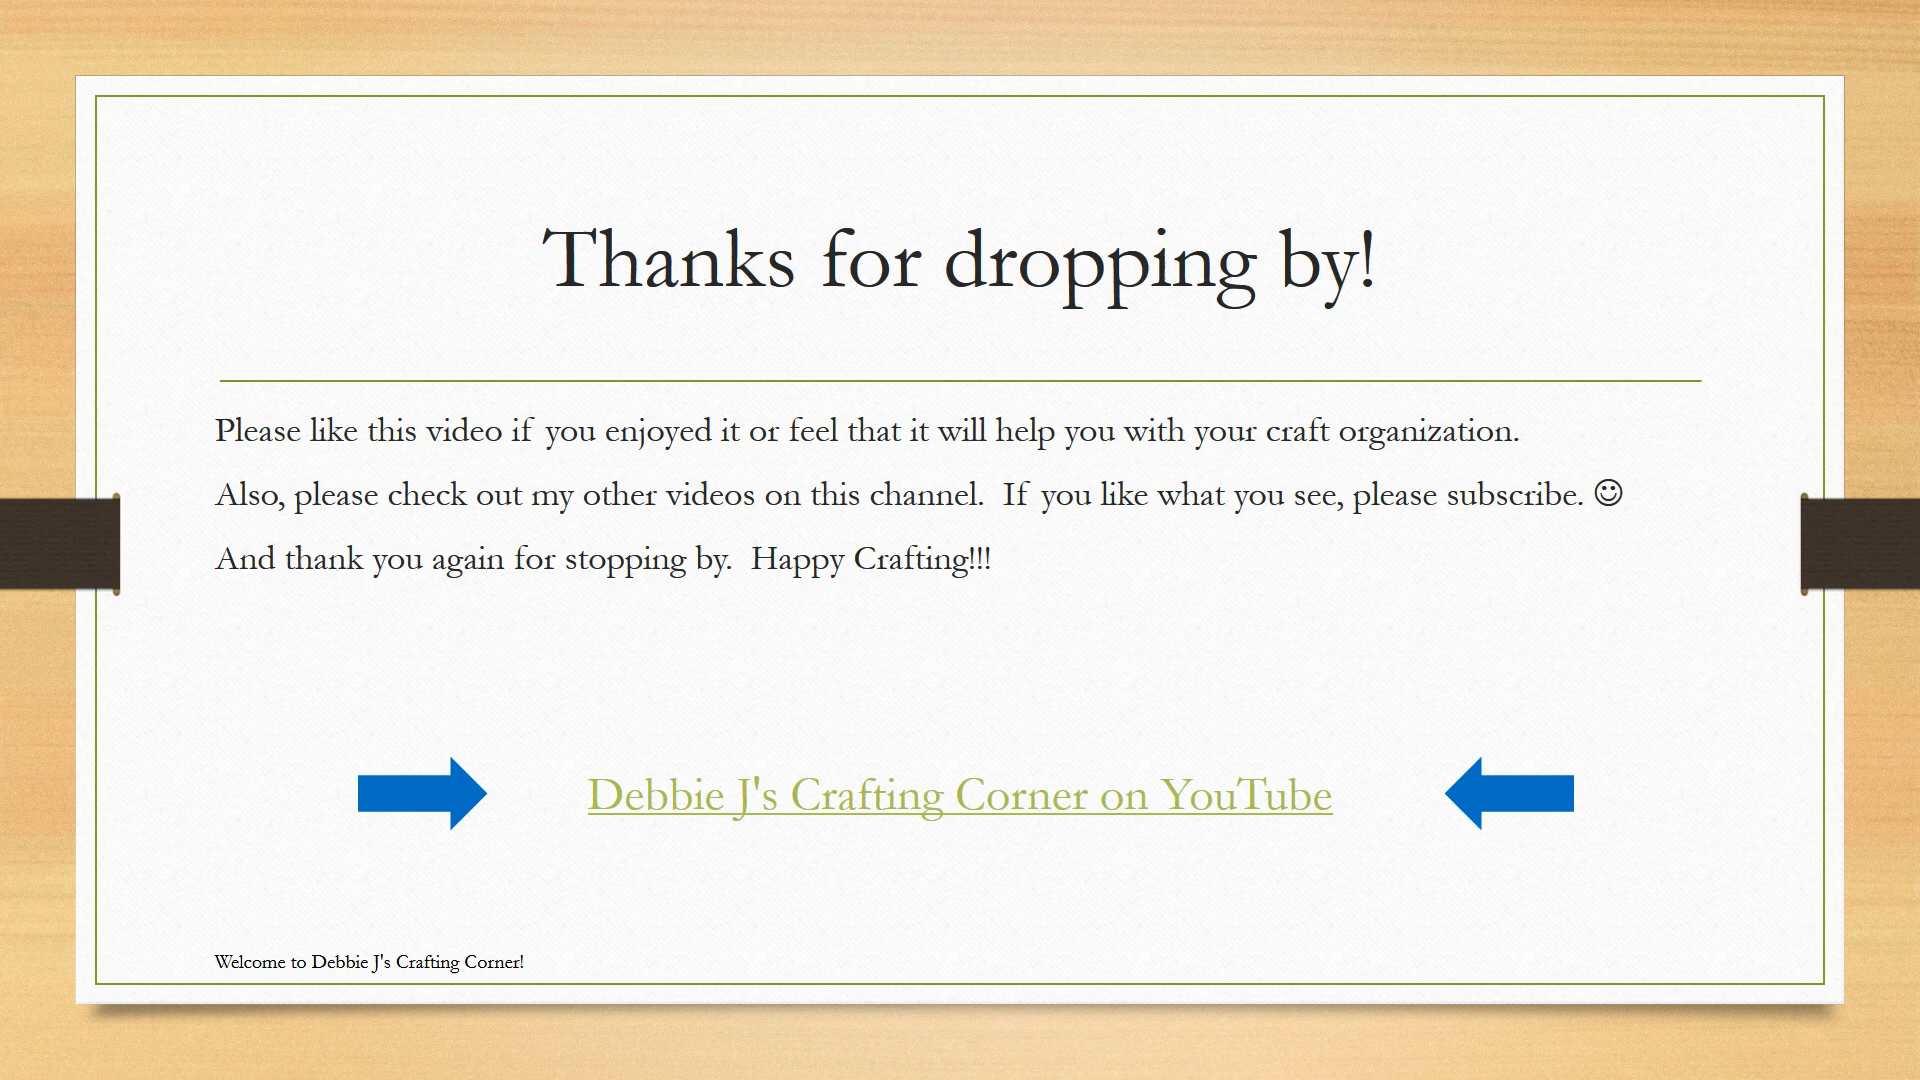 Thanks for dropping by!
Please like this video if you enjoyed it or feel that it will help you with your craft organization.
Also, please check out my other videos on this channel.  If you like what you see, please subscribe. ☺
And thank you again for stopping by.  Happy Crafting!!!
Debbie J's Crafting Corner on YouTube
Welcome to Debbie J's Crafting Corner!